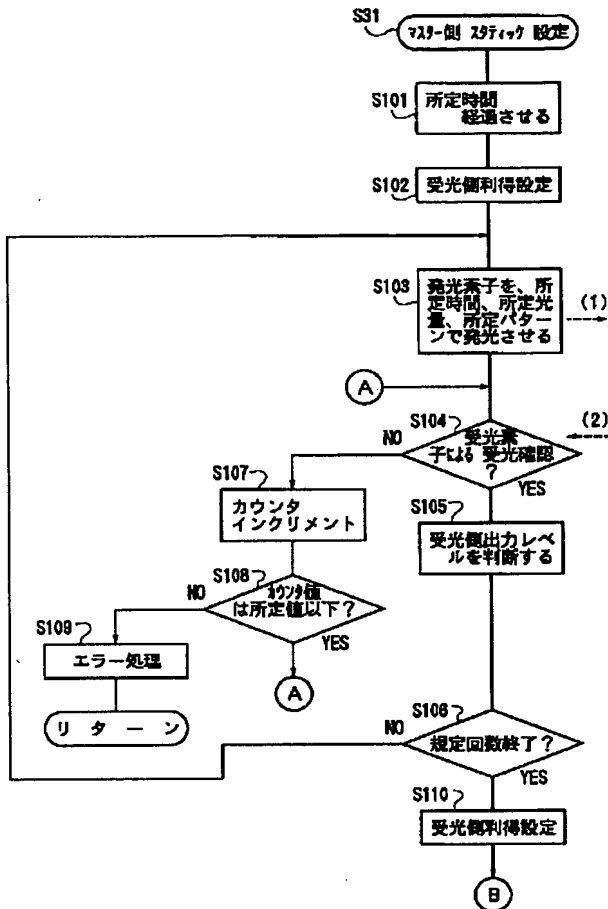 S31
マスター側 スタティック 設定
S101
所定時間
経過させる
S102
受光側利得設定
S103
発光素子を、所
定時間、所定光
量、所定パター
ンで発光させる
(1)
A
S104
(2)
受光素
子による 受光確認
?
NO
YES
S107
カウンタ
インクリメント
S105
受光側出力レベ
ルを判断する
S108
カウンタ値
は所定値以下?
NO
YES
S109
エラー処理
リターン
A
S106
規定回数終了?
NO
YES
S110
受光側利得設定
B